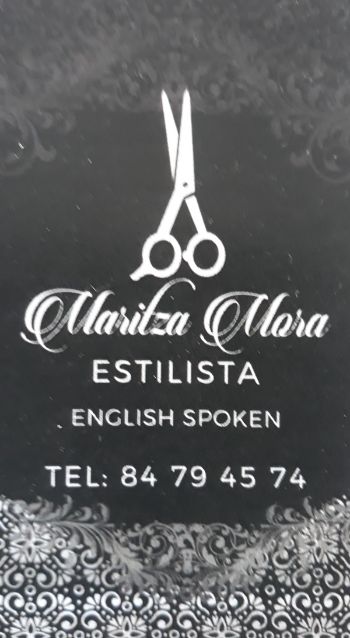 Maritza Mora
ESTILISTA
ENGLISH SPOKEN
TEL: 84 79 45 74